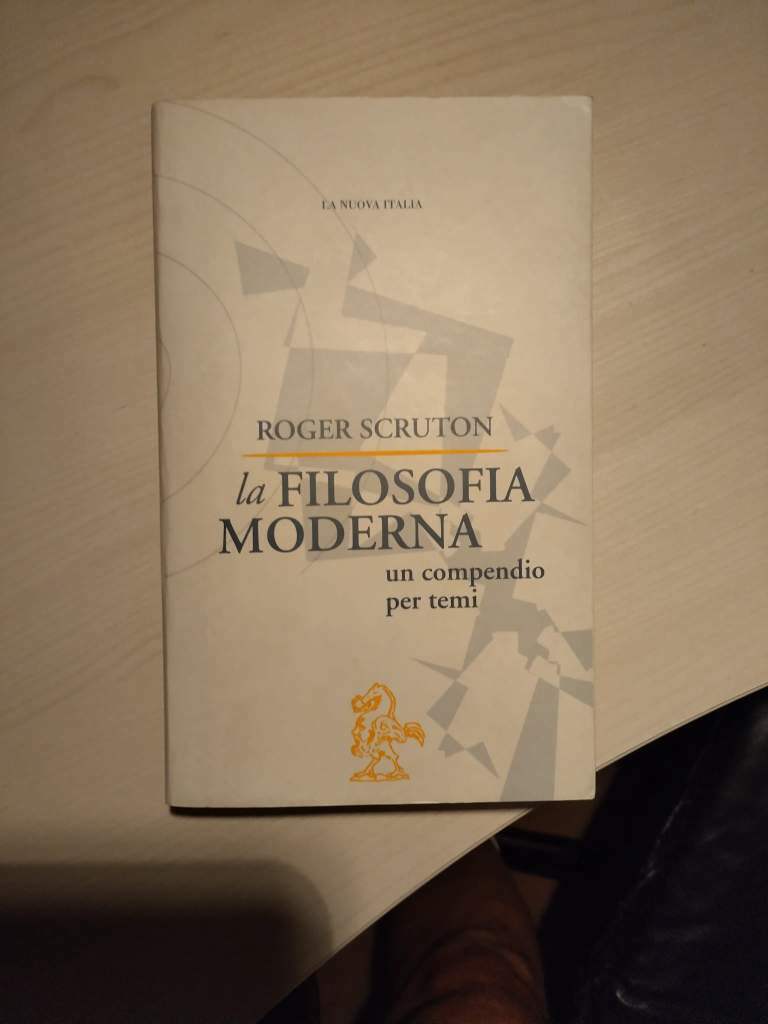 LA NUOVA ITALIA
ROGER SCRUTON
la FILOSOFIA
MODERNA
un compendio
per temi